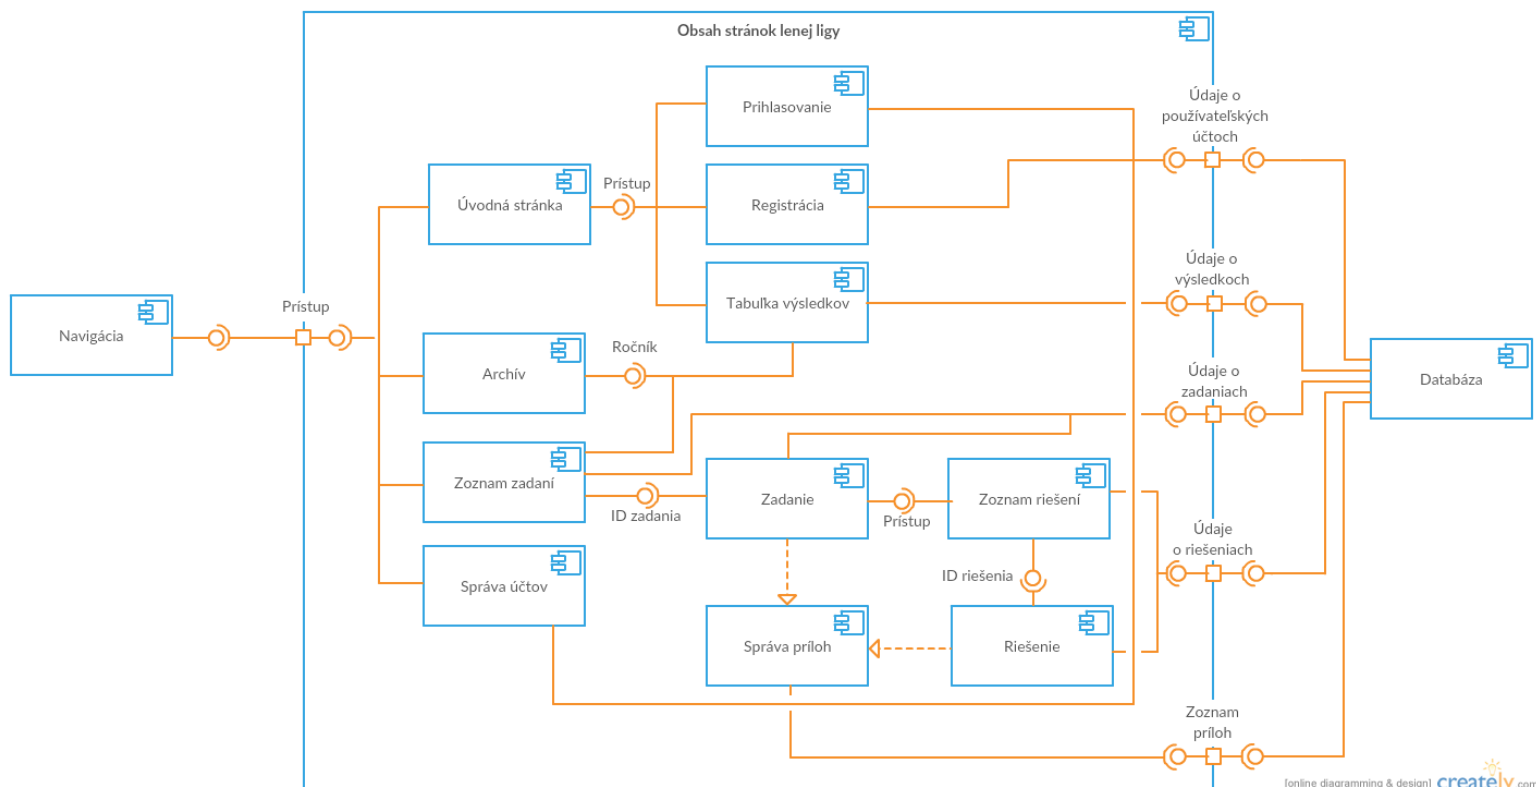 Obsah stránok lenej ligy
Prihlasovanie
Údaje o
používateľských
účtoch
Úvodná stránka
Prístup
Registrácia
Údaje o
výsledkoch
Tabuľka výsledkov
Navigácia
Prístup
Archív
Ročník
Údaje o
zadaniach
Databáza
Zoznam zadaní
ID zadania
Zadanie
Prístup
Zoznam riešení
Údaje
o riešeniach
Správa účtov
ID riešenia
Správa príloh
Riešenie
Zoznam
príloh
[online diagramming & design] creately.com